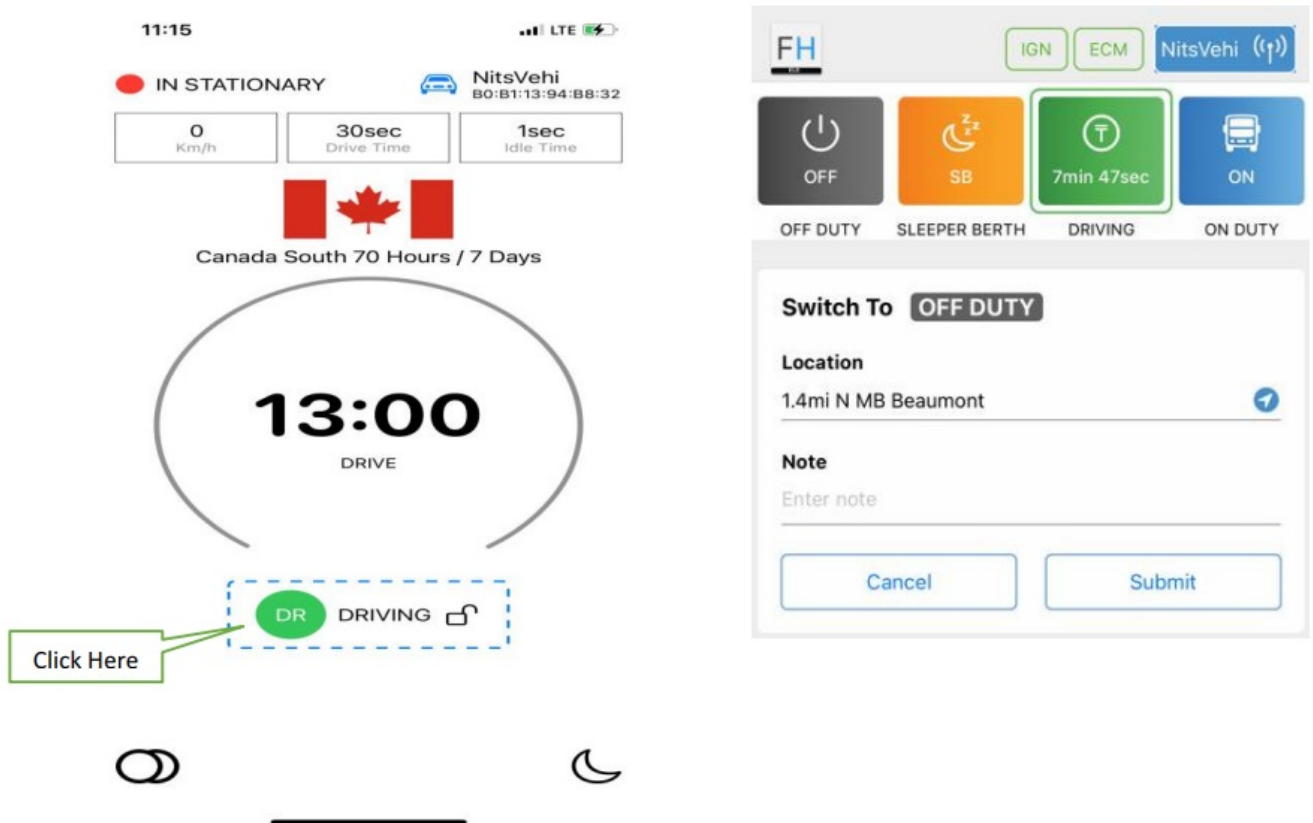 11:15
LTE
IN STATIONARY
NitsVehi
B0:B1:13:94:B8:32
0
Km/h
30sec
Drive Time
1sec
Idle Time
Canada South 70 Hours / 7 Days
13:00
DRIVE
DR DRIVING
Click Here
FH
IGN
ECM
NitsVehi
OFF
SB
7min 47sec
ON
OFF DUTY
SLEEPER BERTH
DRIVING
ON DUTY
Switch To OFF DUTY
Location
1.4mi N MB Beaumont
Note
Enter note
Cancel
Submit